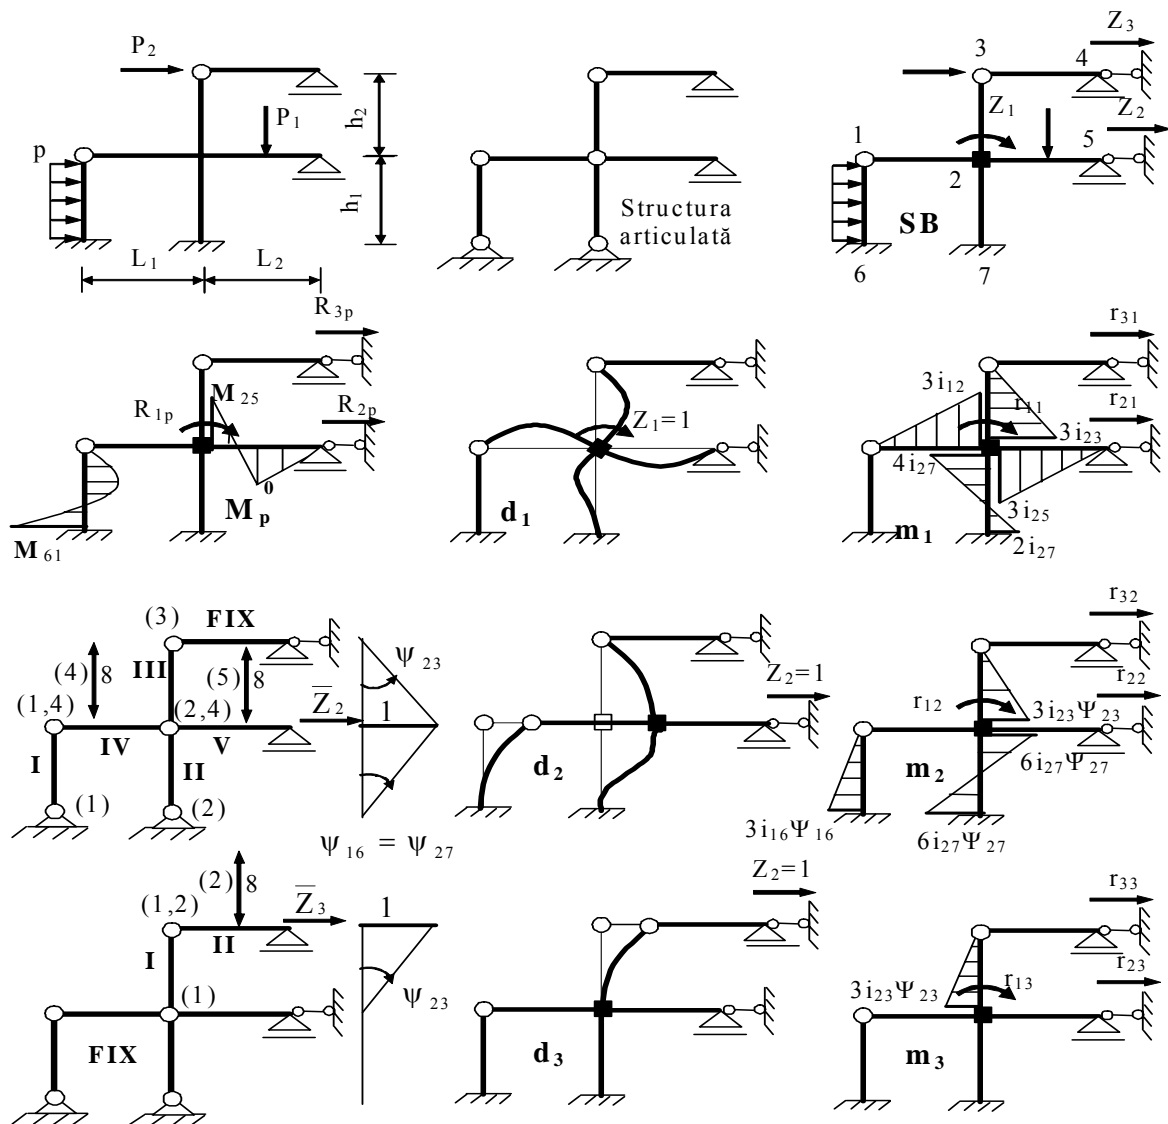 P2
P1
p
h2
h1
L1
L2
Structura
articulată
Z3
3
4
Z1
Z2
1
5
2
SB
6
7
R3p
M25
R1p
R2p
0
Mp
M61
Z1=1
d1
r31
3i12
r11
r21
3i23
4i27
3i25
m1
2i27
(3)
FIX
(4)
8
III
(5)
8
ψ23
(1,4)
(2,4)
Z̅2
1
IV
V
I
II
(1)
(2)
ψ16 = ψ27
Z2=1
d2
r32
r22
r12
3i23Ψ23
m2
6i27Ψ27
3i16Ψ16
6i27Ψ27
(2)
8
(1,2)
Z̅3
1
II
I
ψ23
(1)
FIX
Z2=1
d3
r33
r23
3i23Ψ23
r13
m3